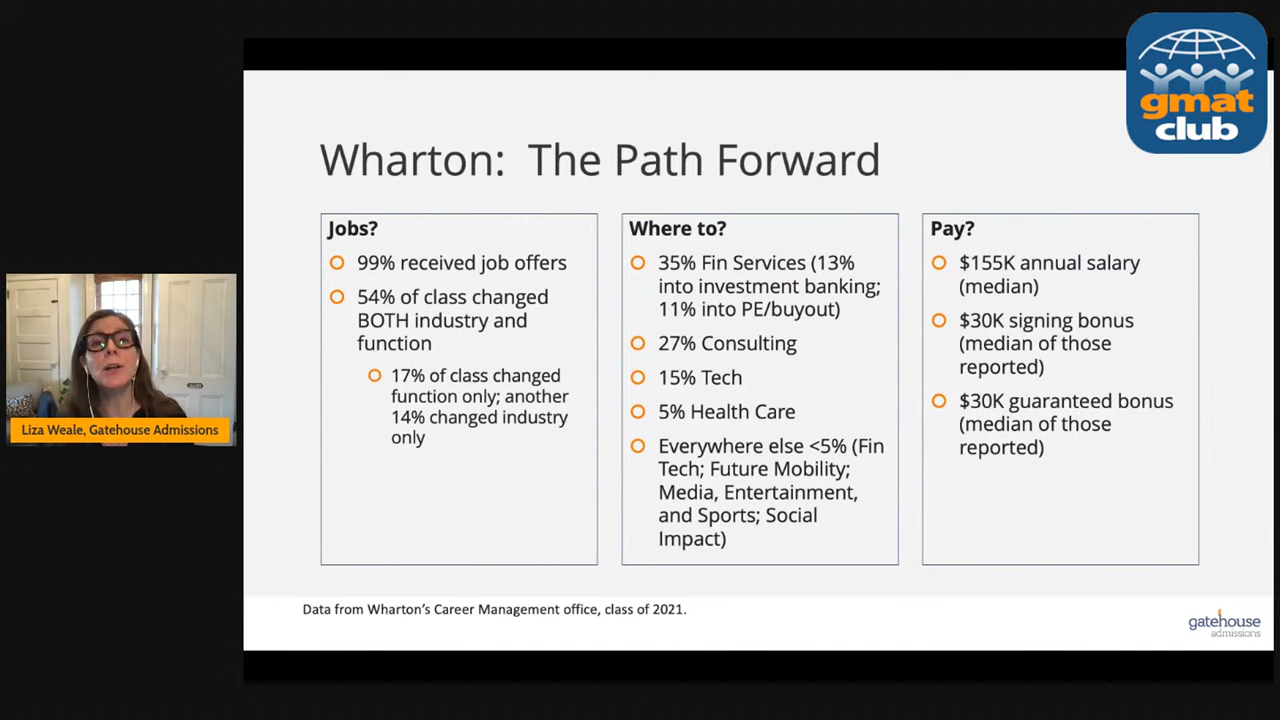 gmat
club
Wharton: The Path Forward
Jobs?
99% received job offers
54% of class changed
BOTH industry and
function
17% of class changed
function only; another
14% changed industry
only
Where to?
35% Fin Services (13%
into investment banking;
11% into PE/buyout)
27% Consulting
15% Tech
5% Health Care
Everywhere else <5% (Fin
Tech; Future Mobility;
Media, Entertainment,
and Sports; Social
Impact)
Pay?
$155K annual salary
(median)
$30K signing bonus
(median of those
reported)
$30K guaranteed bonus
(median of those
reported)
Liza Weale, Gatehouse Admissions
Data from Wharton's Career Management office, class of 2021.
gatehouse
admissions